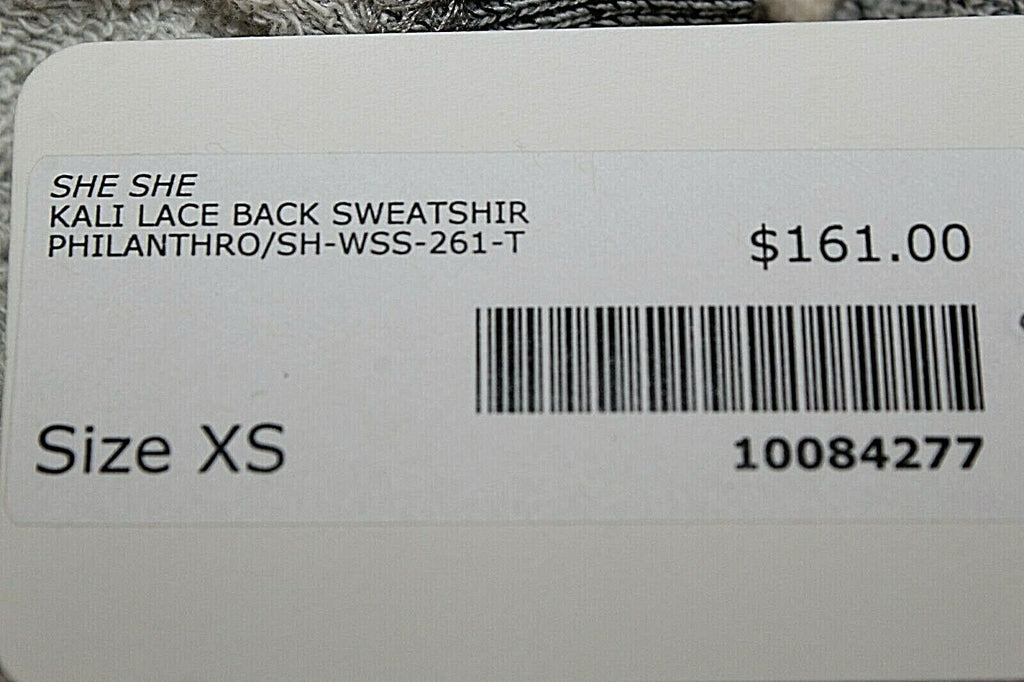 SHE SHE
KALI LACE BACK SWEATSHIR
PHILANTHRO/SH-WSS-261-T
$161.00
Size XS
10084277